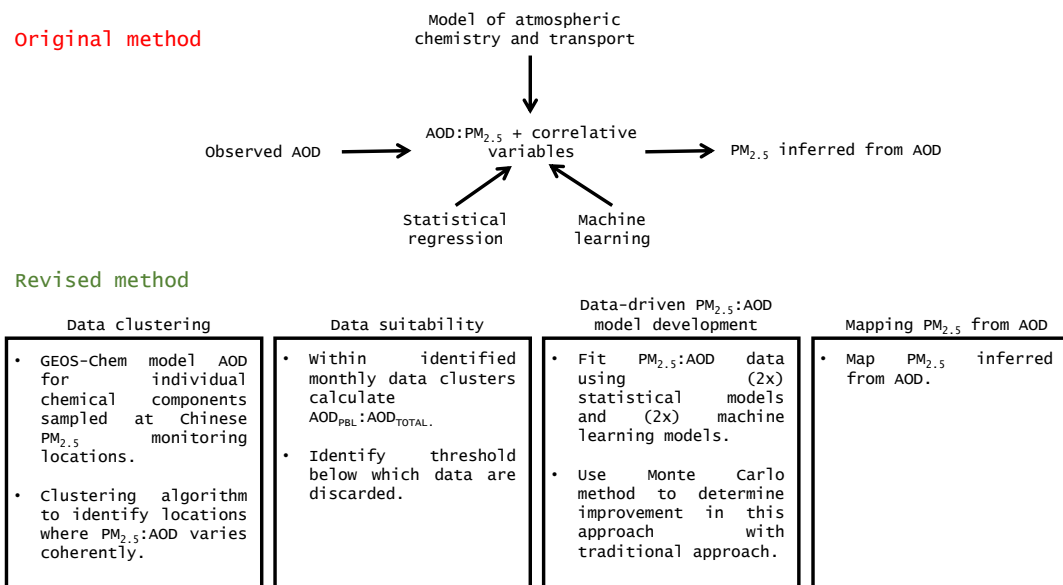 Original method
Model of atmospheric
chemistry and transport
Observed AOD
AOD:PM2.5 + correlative
variables
PM2.5 inferred from AOD
Statistical
regression
Machine
learning
Revised method
Data clustering
• GEOS-Chem model AOD
for individual
chemical components
sampled at Chinese
PM2.5 monitoring
locations.
• Clustering algorithm
to identify locations
where PM2.5:AOD varies
coherently.
Data suitability
• Within identified
monthly data clusters
calculate
AODPBL:AODTOTAL.
• Identify threshold
below which data are
discarded.
Data-driven PM2.5:AOD
model development
• Fit PM2.5:AOD data
using (2x)
statistical models
and (2x) machine
learning models.
• Use Monte Carlo
method to determine
improvement in this
approach with
traditional approach.
Mapping PM2.5 from AOD
• Map PM2.5 inferred
from AOD.